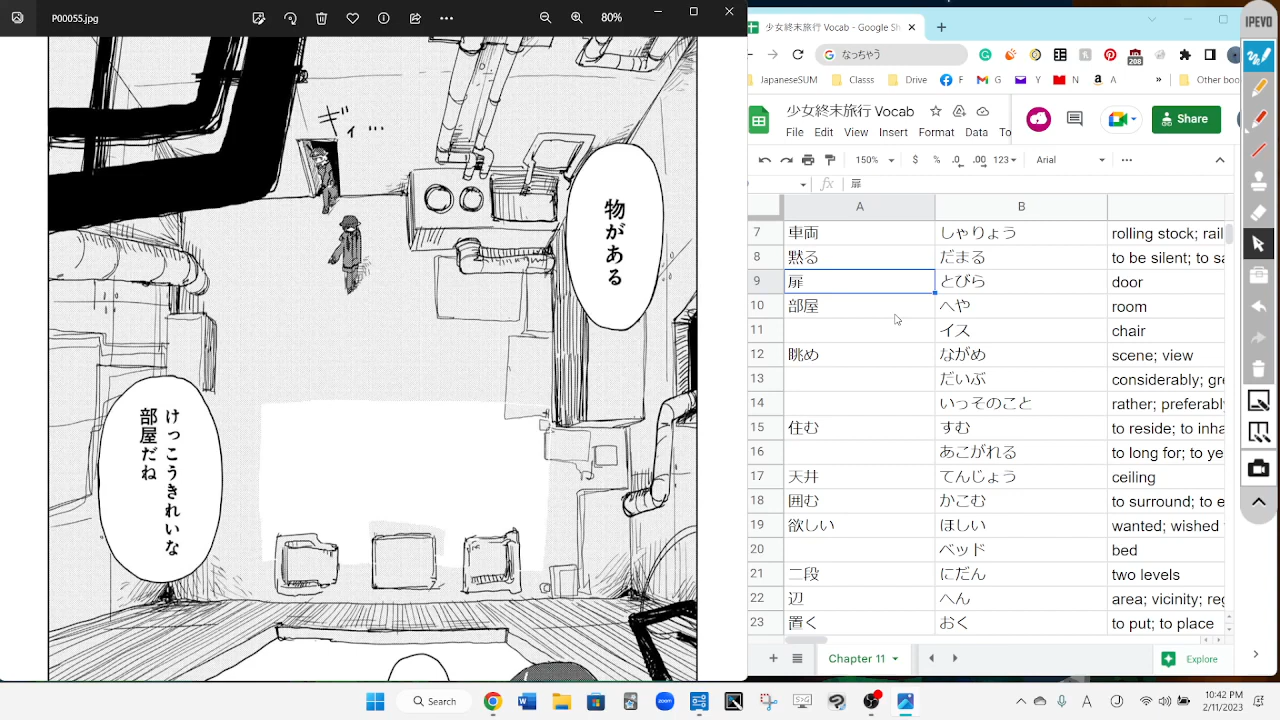 P00055.jpg
80%
ギィ…
物がある
けっこうきれいな
部屋だね
少女終末旅行 Vocab - Google Sh
なっちゃう
208
JapaneseSUM
Classs
Drive
F
G
Y
N
A
»
Other boo
少女終末旅行 Vocab
File Edit View Insert Format Data To
Share
150%
$ % .0 .00 123
Arial
fx 扉
A B
7 車両 しゃりょう rolling stock; rail
8 黙る だまる to be silent; to sa
9 扉 とびら door
10 部屋 へや room
11 イス chair
12 眺め ながめ scene; view
13 だいぶ considerably; gre
14 いっそのこと rather; preferably
15 住む すむ to reside; to inha
16 あこがれる to long for; to ye
17 天井 てんじょう ceiling
18 囲む かこむ to surround; to e
19 欲しい ほしい wanted; wished
20 ベッド bed
21 二段 にだん two levels
22 辺 へん area; vicinity; reg
23 置く おく to put; to place
Chapter 11
Explore
IPEVO
Search
zoom
A
10:42 PM
2/11/2023